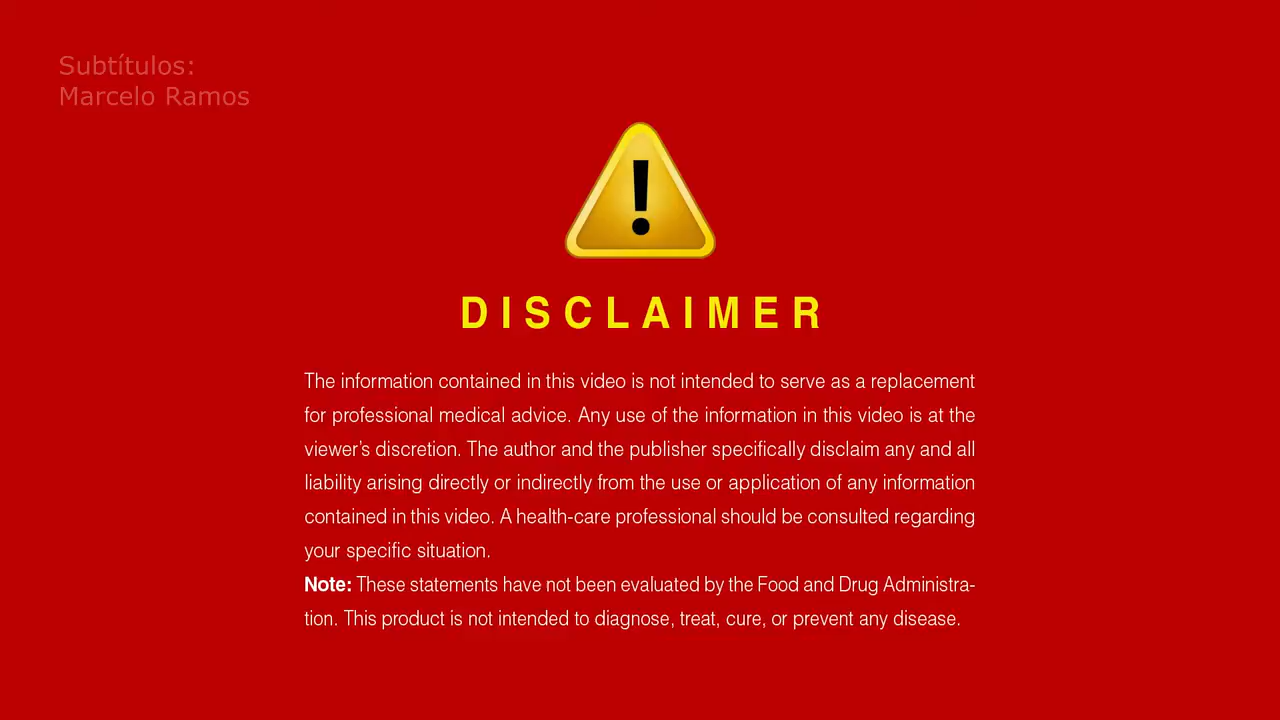 Subtítulos:
Marcelo Ramos
!
DISCLAIMER
The information contained in this video is not intended to serve as a replacement
for professional medical advice. Any use of the information in this video is at the
viewer's discretion. The author and the publisher specifically disclaim any and all
liability arising directly or indirectly from the use or application of any information
contained in this video. A health-care professional should be consulted regarding
your specific situation.
Note: These statements have not been evaluated by the Food and Drug Administra-
tion. This product is not intended to diagnose, treat, cure, or prevent any disease.